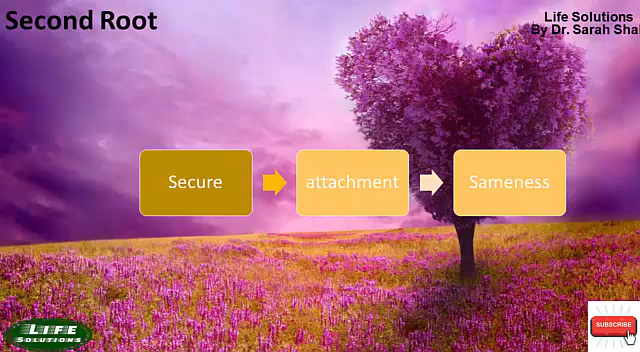 Second Root
Life Solutions
By Dr. Sarah Sha
Secure
attachment
Sameness
LIFE
SOLUTIONS
SUBSCRIBE